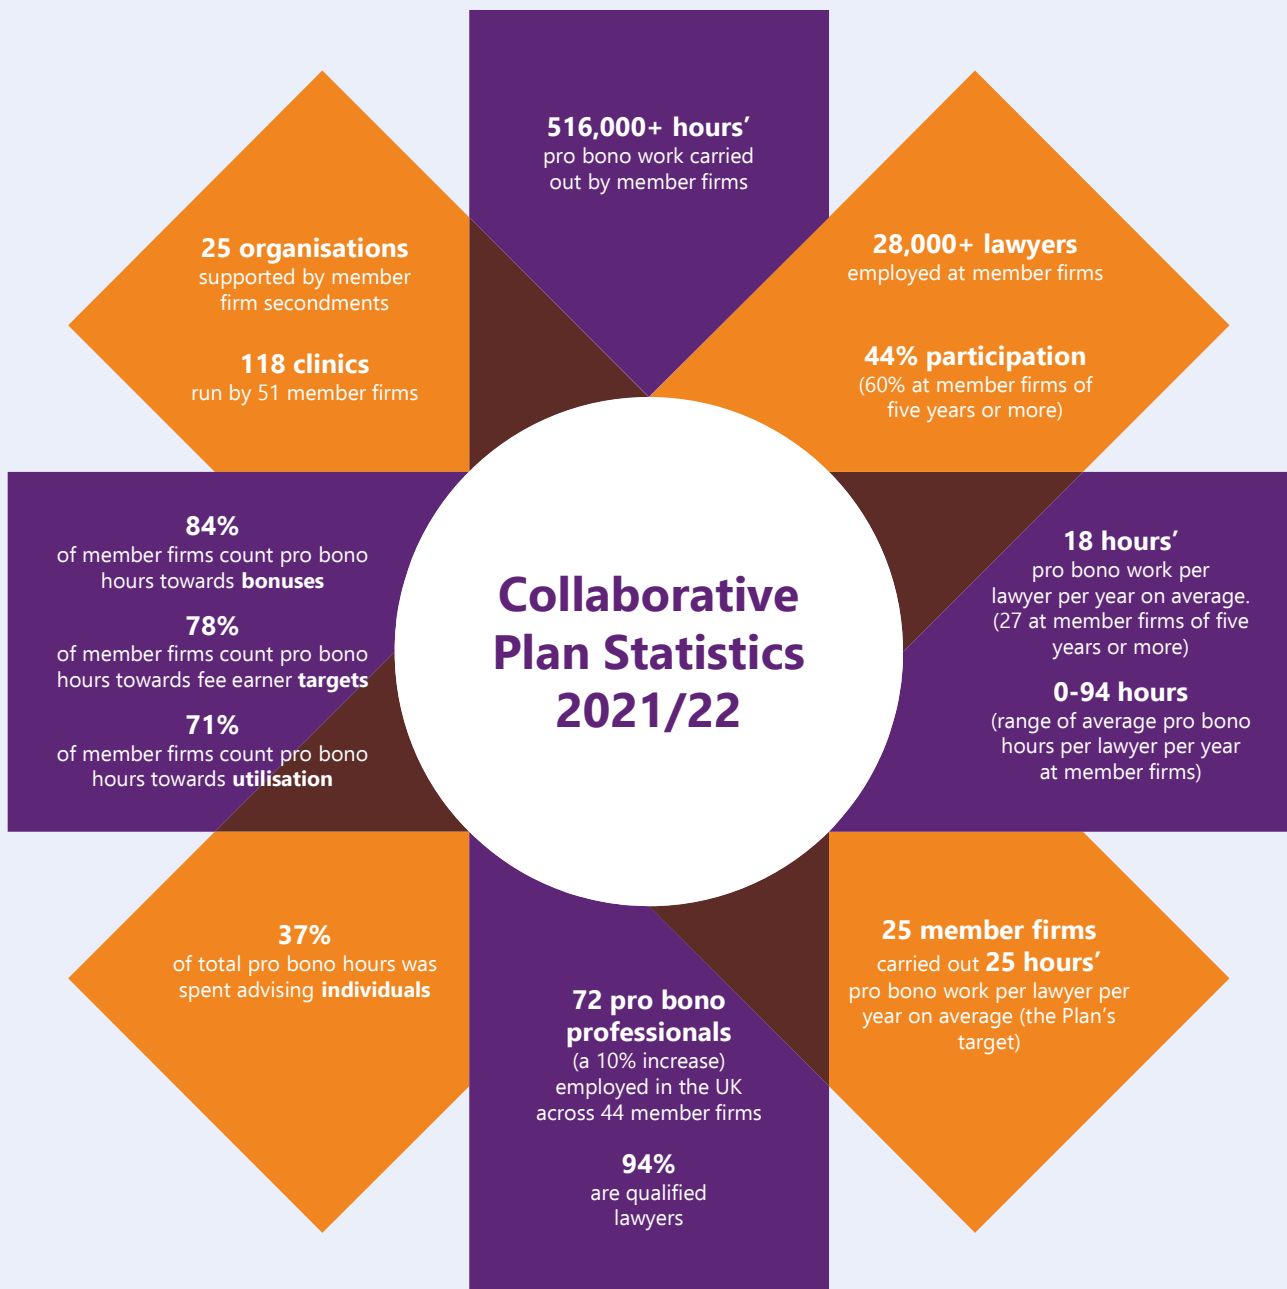 516,000+ hours’
pro bono work carried
out by member firms
28,000+ lawyers
employed at member firms
44% participation
(60% at member firms of
five years or more)
18 hours’
pro bono work per
lawyer per year on average.
(27 at member firms of five
years or more)
0-94 hours
(range of average pro bono
hours per lawyer per year
at member firms)
25 member firms
carried out 25 hours’
pro bono work per lawyer per
year on average (the Plan’s
target)
72 pro bono
professionals
(a 10% increase)
employed in the UK
across 44 member firms
94%
are qualified
lawyers
37%
of total pro bono hours was
spent advising individuals
84%
of member firms count pro bono
hours towards bonuses
78%
of member firms count pro bono
hours towards fee earner targets
71%
of member firms count pro bono
hours towards utilisation
25 organisations
supported by member
firm secondments
118 clinics
run by 51 member firms
Collaborative
Plan Statistics
2021/22